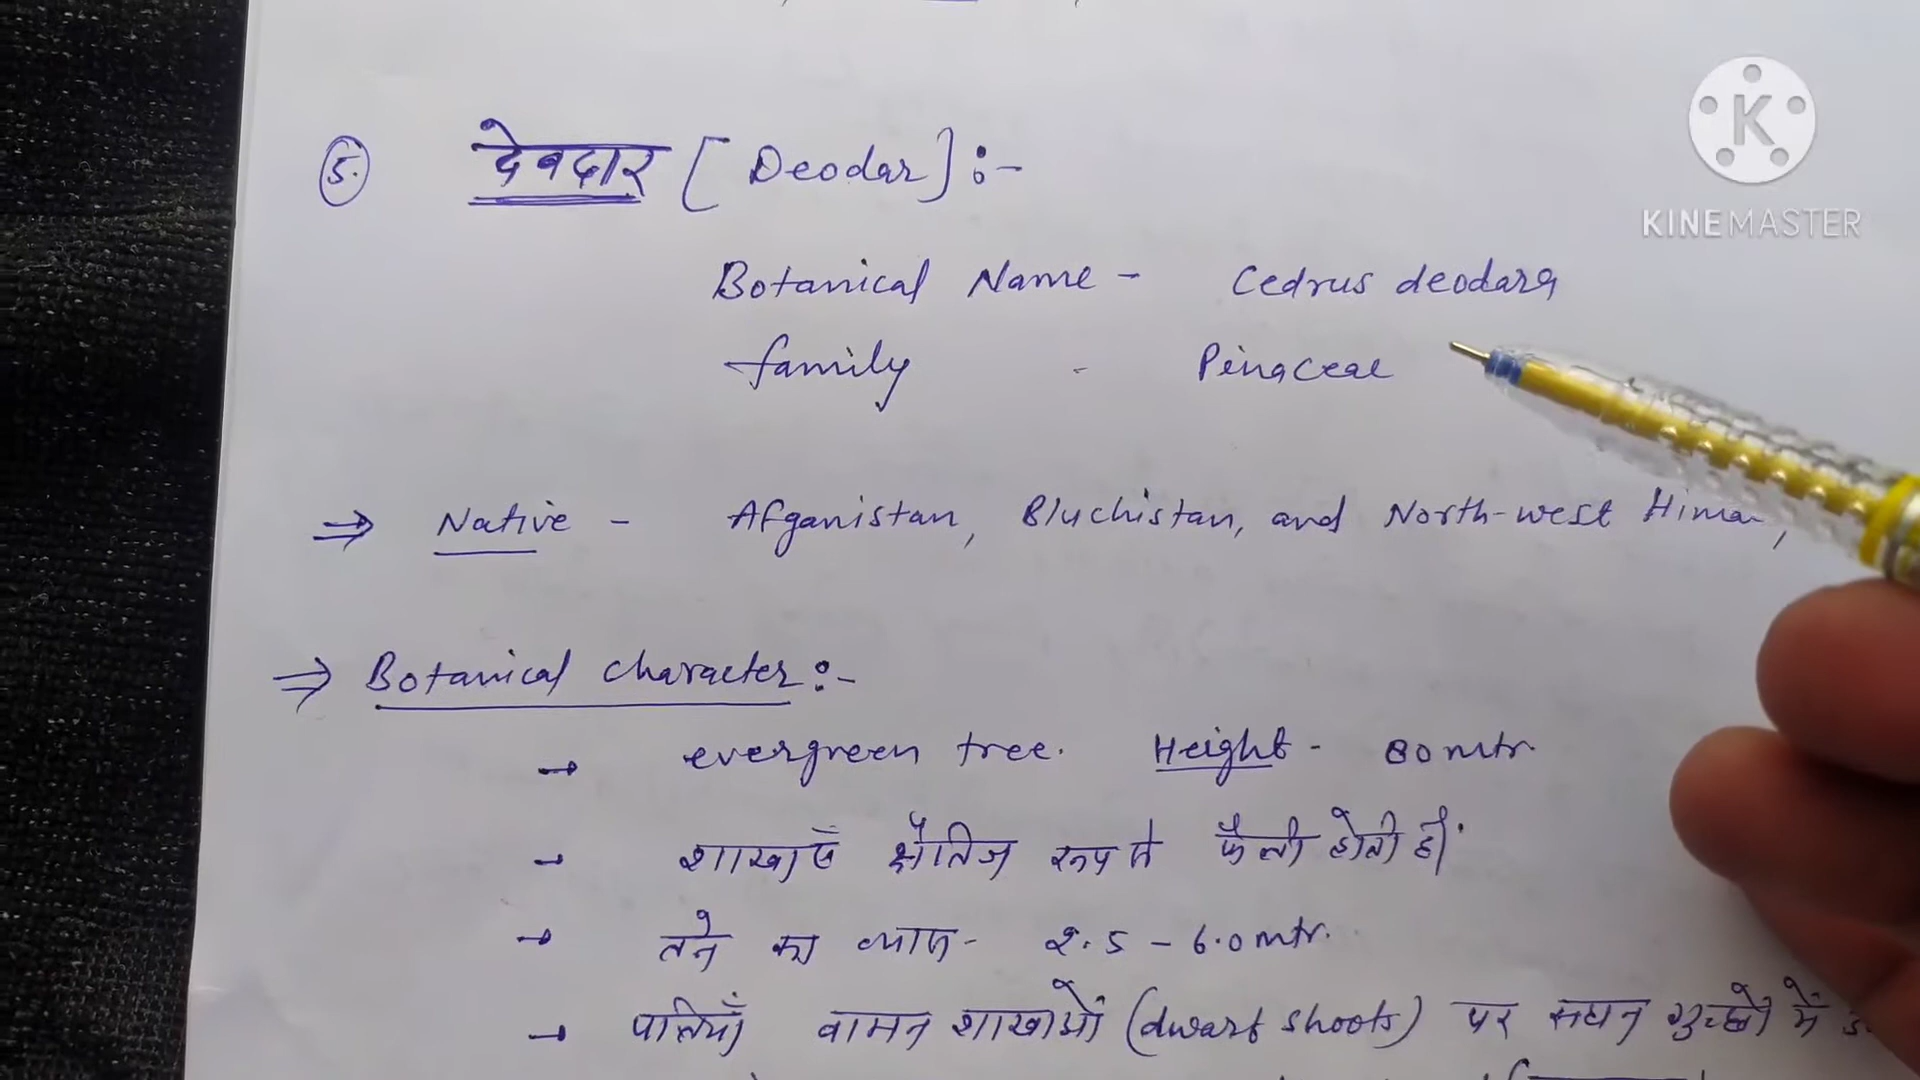 K
KINEMASTER
5. देवदार [Deodar] :-
Botanical Name - Cedrus deodara
family - Pinaceae
⇒ Native - Afganistan, Bluchistan, and North-west
⇒ Botanical character :-
→ evergreen tree. Height - 80 mtr.
→ शाखाएँ क्षैतिज रूप से फैली होती हैं.
→ तने का व्यास - 2.5 - 6.0 mtr.
→ पत्तियाँ वामन शाखाओं (dwarf shoots) पर सघन गुच्छों में